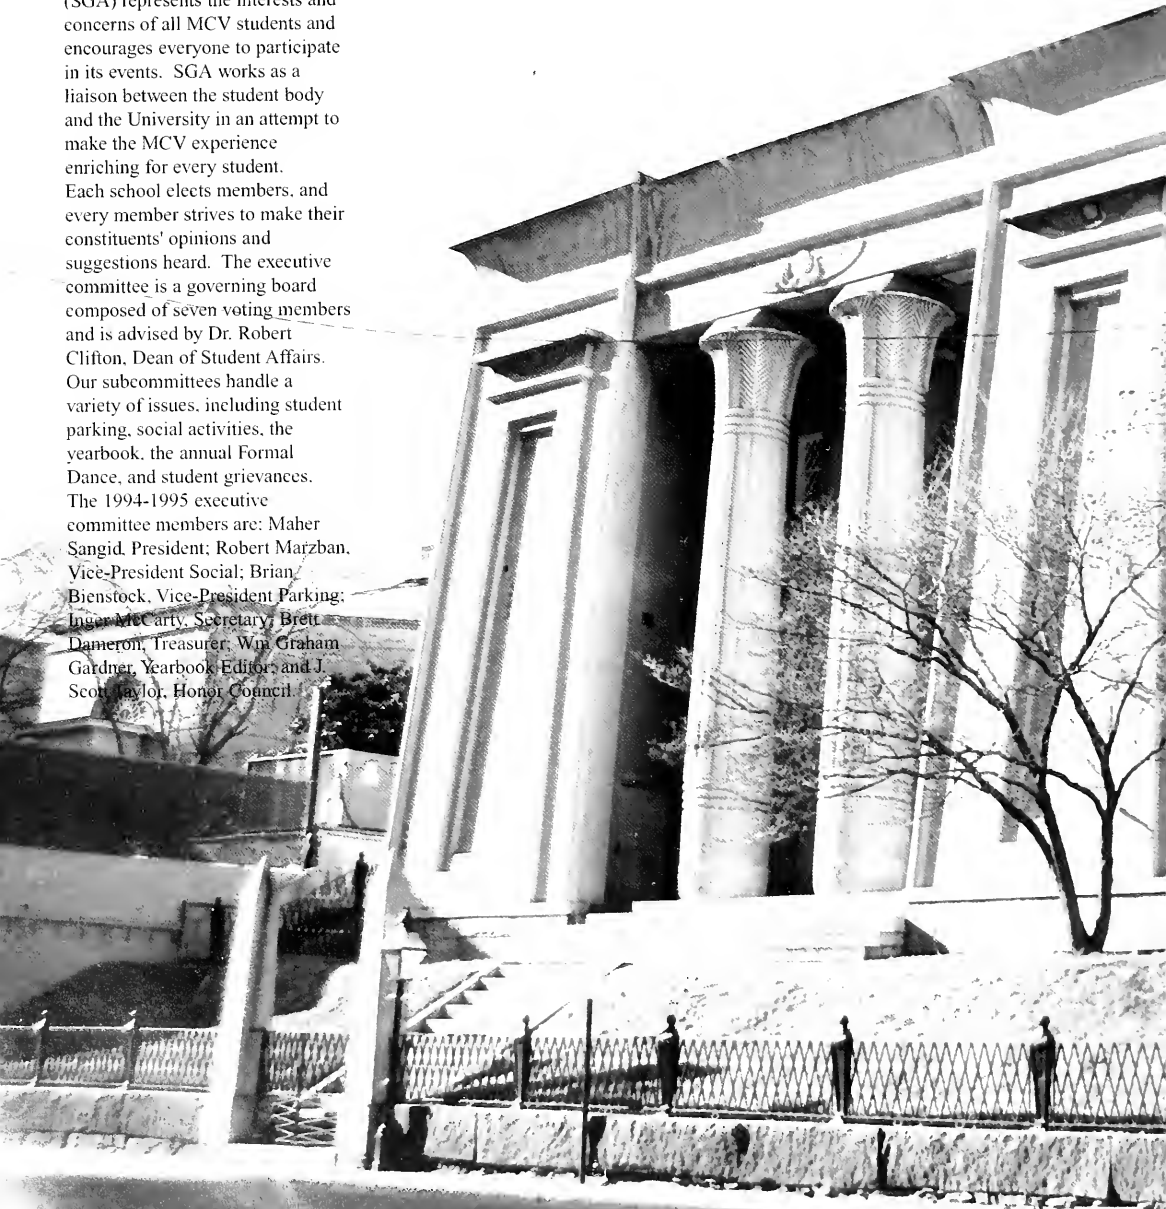 (SGA) represents the interests and
concerns of all MCV students and
encourages everyone to participate
in its events. SGA works as a
liaison between the student body
and the University in an attempt to
make the MCV experience
enriching for every student.
Each school elects members, and
every member strives to make their
constituents' opinions and
suggestions heard. The executive
committee is a governing board
composed of seven voting members
and is advised by Dr. Robert
Clifton, Dean of Student Affairs.
Our subcommittees handle a
variety of issues, including student
parking, social activities, the
yearbook, the annual Formal
Dance, and student grievances.
The 1994-1995 executive
committee members are: Maher
Sangid, President; Robert Marzban,
Vice-President Social; Brian
Bienstock, Vice-President Parking;
Inger McCarty, Secretary; Brett
Dameron, Treasurer; Wm Graham
Gardner, Yearbook Editor; and J.
Scott Taylor, Honor Council.